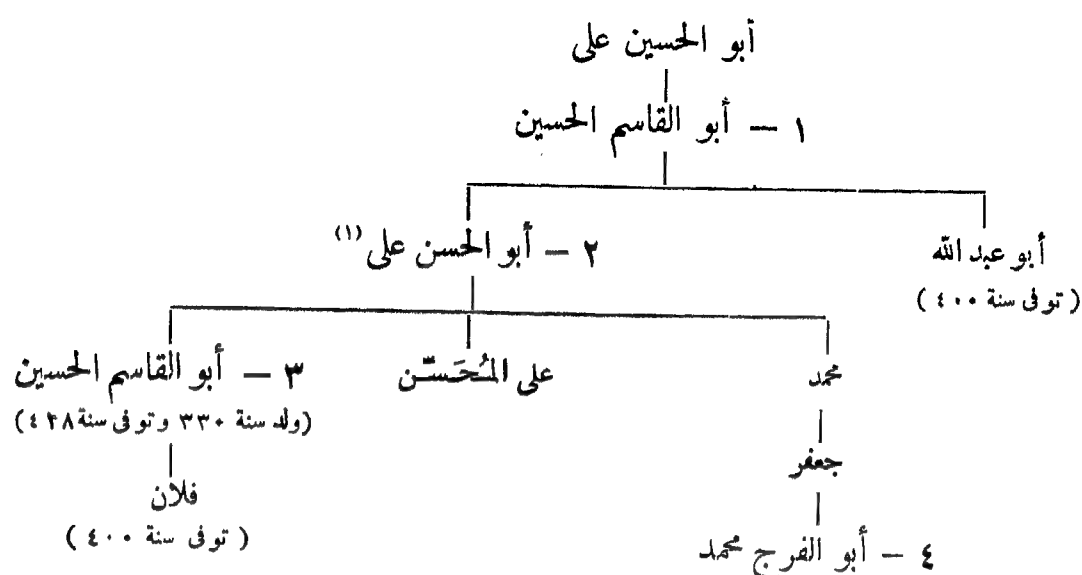 أبو الحسين على
١ — أبو القاسم الحسين
أبو عبد الله
(توفى سنة ٤٠٠)
٢ — أبو الحسن على (١)
محمد
على المُحَسَّن
٣ — أبو القاسم الحسين
(ولد سنة ٣٣٠ وتوفى سنة ٤٢٨)
جعفر
فلان
(توفى سنة ٤٠٠)
٤ — أبو الفرج محمد